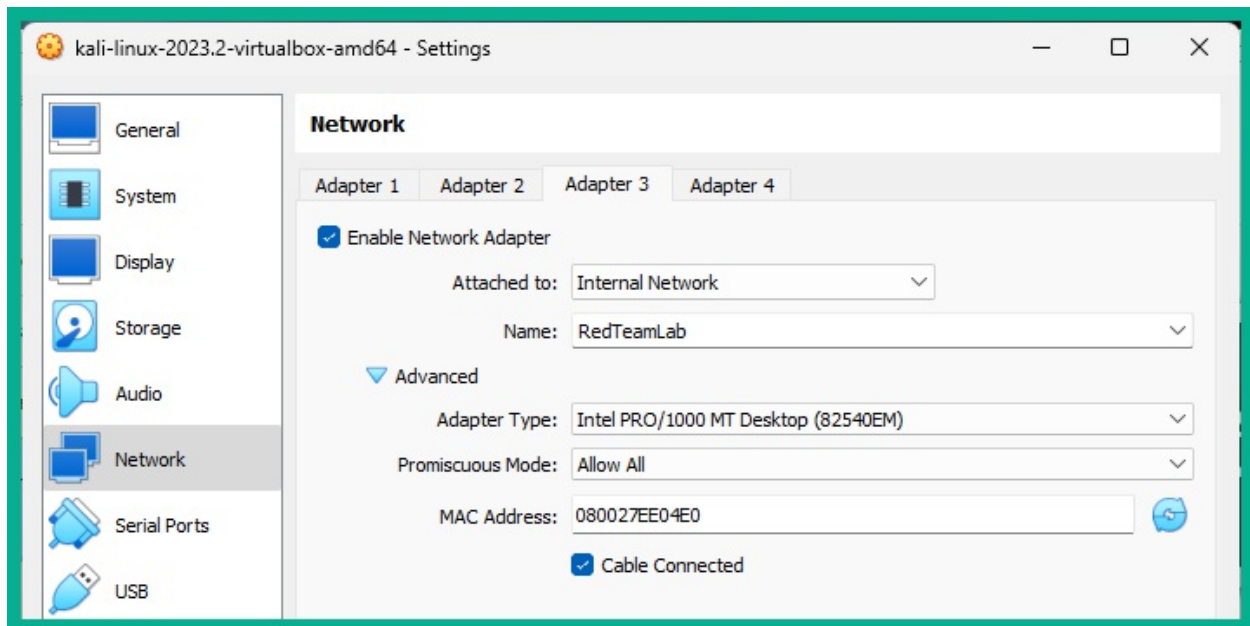 kali-linux-2023.2-virtualbox-amd64 - Settings
General
System
Display
Storage
Audio
Network
Serial Ports
USB
Network
Adapter 1 Adapter 2 Adapter 3 Adapter 4
Enable Network Adapter
Attached to: Internal Network
Name: RedTeamLab
Advanced
Adapter Type: Intel PRO/1000 MT Desktop (82540EM)
Promiscuous Mode: Allow All
MAC Address: 080027EE04E0
Cable Connected